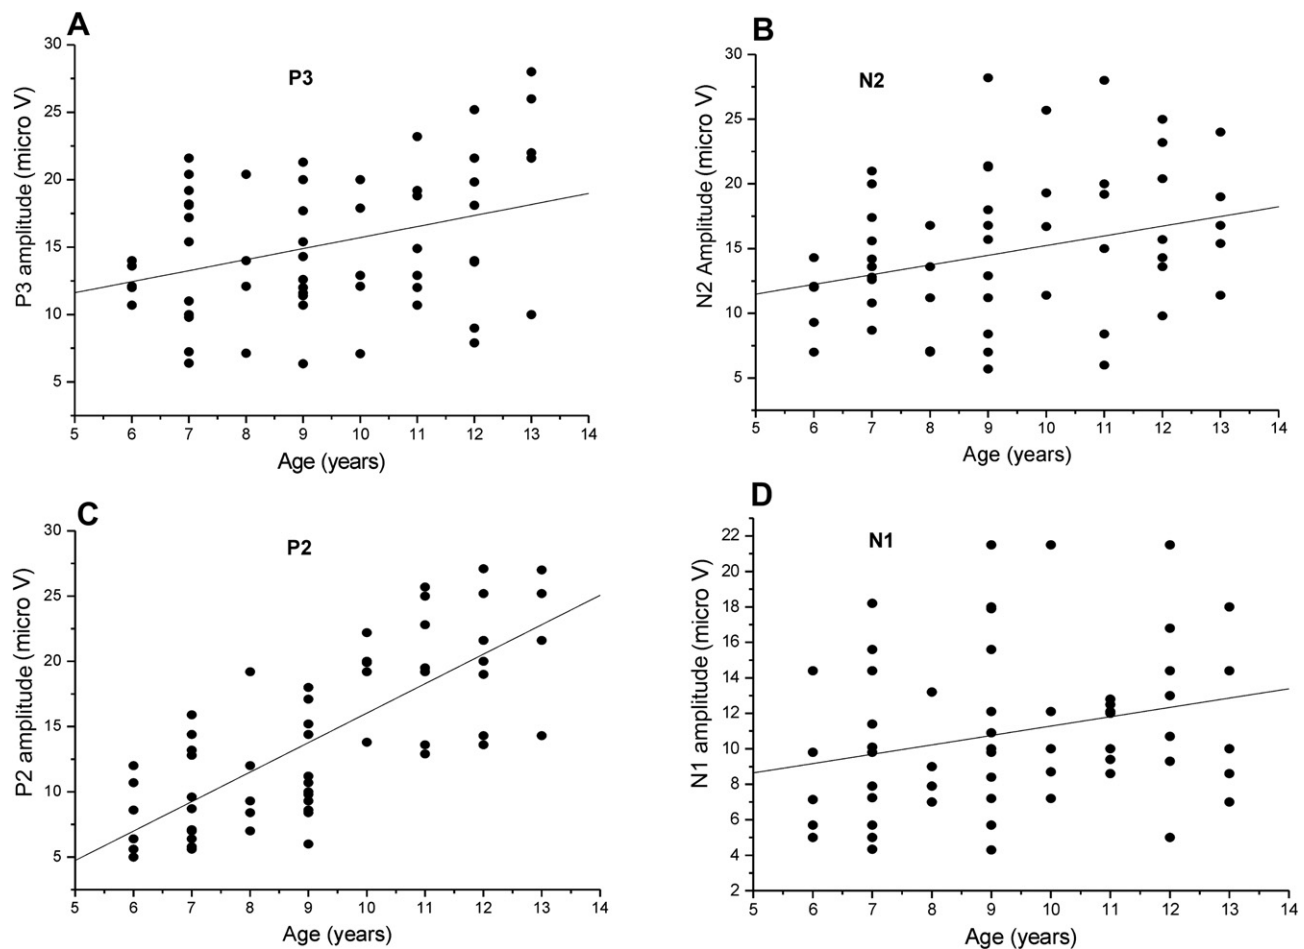 A
P3
P3 amplitude (micro V)
30
25
20
15
10
5
5 6 7 8 9 10 11 12 13 14
Age (years)
B
N2
N2 Amplitude (micro V)
30
25
20
15
10
5
5 6 7 8 9 10 11 12 13 14
Age (years)
C
P2
P2 amplitude (micro V)
30
25
20
15
10
5
5 6 7 8 9 10 11 12 13 14
Age (years)
D
N1
N1 amplitude (micro V)
22
20
18
16
14
12
10
8
6
4
2
5 6 7 8 9 10 11 12 13 14
Age (years)